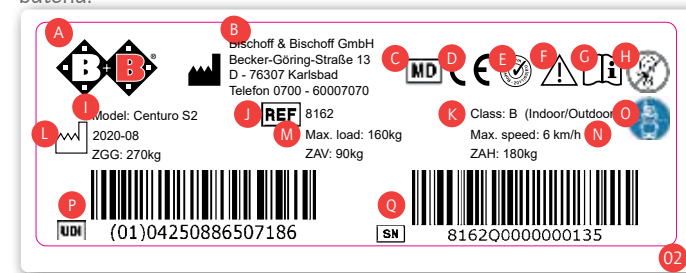 batería.
A
B
B+B®
Bischoff & Bischoff GmbH
Becker-Göring-Straße 13
D - 76307 Karlsbad
Telefon 0700 - 60007070
C
MD
D
CE
E
F
G
H
I
Model: Centuro S2
J
REF 8162
K
Class: B (Indoor/Outdoor
O
L
2020-08
M
Max. load: 160kg
Max. speed: 6 km/h
N
ZGG: 270kg
ZAV: 90kg
ZAH: 180kg
P
Q
UDI
(01)04250886507186
SN
8162Q0000000135
02